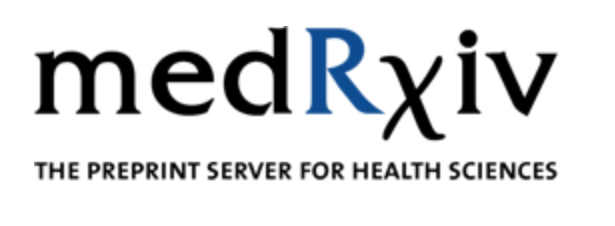 medRχiv
THE PREPRINT SERVER FOR HEALTH SCIENCES